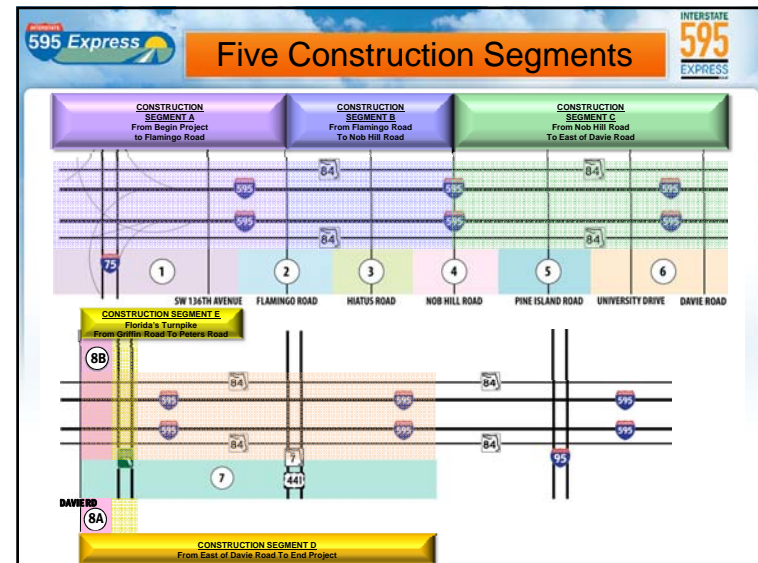 INTERSTATE
595 Express
Five Construction Segments
INTERSTATE
595
EXPRESS
CONSTRUCTION
SEGMENT A
From Begin Project
to Flamingo Road
CONSTRUCTION
SEGMENT B
From Flamingo Road
To Nob Hill Road
CONSTRUCTION
SEGMENT C
From Nob Hill Road
To East of Davie Road
84
84
595
595
595
595
595
595
84
84
75
1
2
3
4
5
6
SW 136TH AVENUE
FLAMINGO ROAD
HIATUS ROAD
NOB HILL ROAD
PINE ISLAND ROAD
UNIVERSITY DRIVE
DAVIE ROAD
CONSTRUCTION SEGMENT E
Florida's Turnpike
From Griffin Road To Peters Road
8B
84
84
595
595
595
595
595
595
84
84
7
441
95
7
DAVIE RD
8A
CONSTRUCTION SEGMENT D
From East of Davie Road To End Project